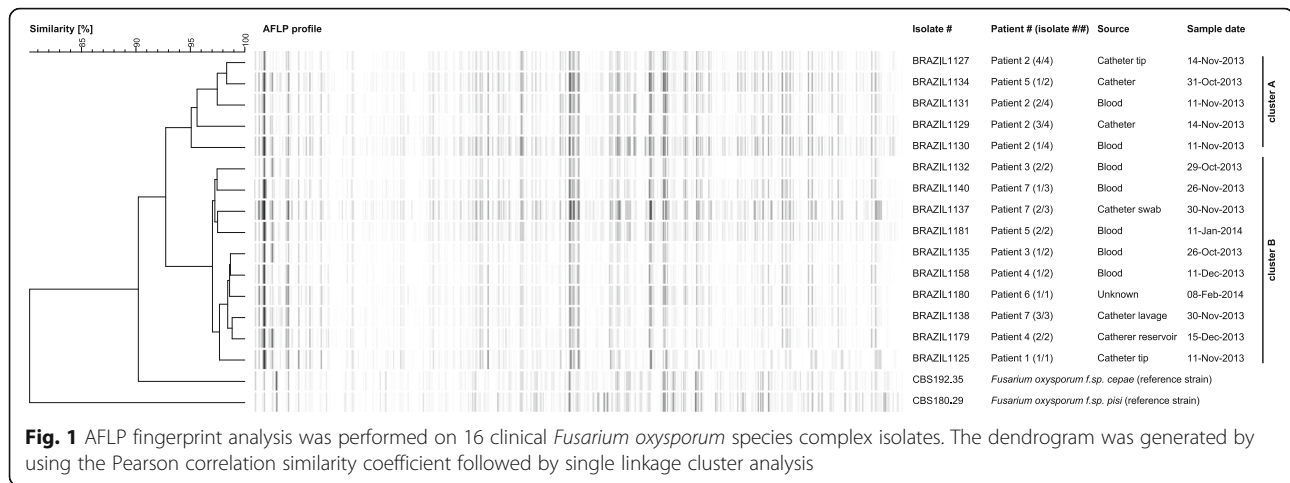 Similarity [%] AFLP profile Isolate # Patient # (isolate #/#) Source Sample date
85 90 95 100
BRAZIL1127 Patient 2 (4/4) Catheter tip 14-Nov-2013
BRAZIL1134 Patient 5 (1/2) Catheter 31-Oct-2013
BRAZIL1131 Patient 2 (2/4) Blood 11-Nov-2013
BRAZIL1129 Patient 2 (3/4) Catheter 14-Nov-2013
BRAZIL1130 Patient 2 (1/4) Blood 11-Nov-2013
cluster A
BRAZIL1132 Patient 3 (2/2) Blood 29-Oct-2013
BRAZIL1140 Patient 7 (1/3) Blood 26-Nov-2013
BRAZIL1137 Patient 7 (2/3) Catheter swab 30-Nov-2013
BRAZIL1181 Patient 5 (2/2) Blood 11-Jan-2014
BRAZIL1135 Patient 3 (1/2) Blood 26-Oct-2013
BRAZIL1158 Patient 4 (1/2) Blood 11-Dec-2013
BRAZIL1180 Patient 6 (1/1) Unknown 08-Feb-2014
BRAZIL1138 Patient 7 (3/3) Catheter lavage 30-Nov-2013
BRAZIL1179 Patient 4 (2/2) Catherer reservoir 15-Dec-2013
BRAZIL1125 Patient 1 (1/1) Catheter tip 11-Nov-2013
cluster B
CBS192.35 Fusarium oxysporum f.sp. cepae (reference strain)
CBS180.29 Fusarium oxysporum f.sp. pisi (reference strain)
Fig. 1 AFLP fingerprint analysis was performed on 16 clinical Fusarium oxysporum species complex isolates. The dendrogram was generated by
using the Pearson correlation similarity coefficient followed by single linkage cluster analysis